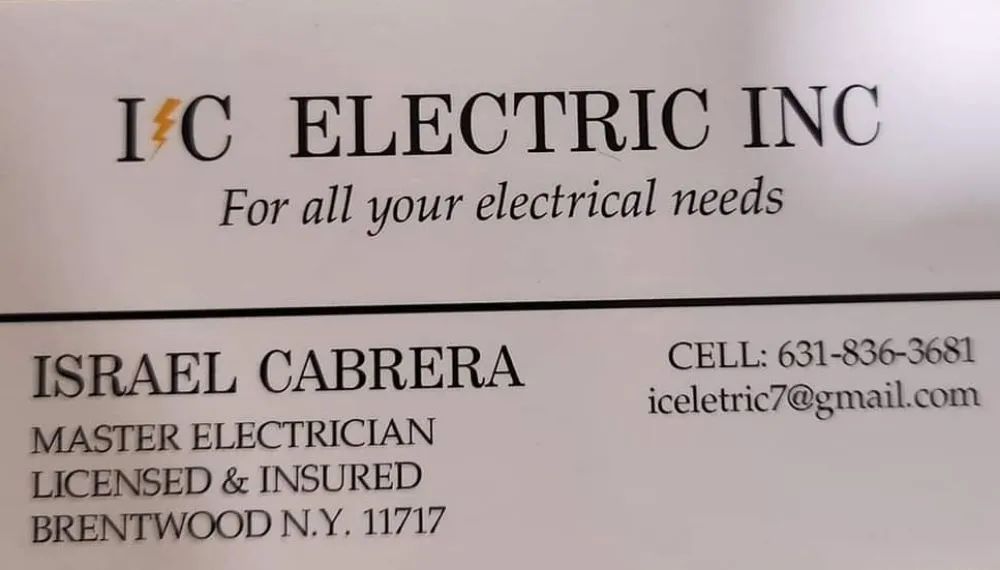 I⚡C ELECTRIC INC
For all your electrical needs
ISRAEL CABRERA
MASTER ELECTRICIAN
LICENSED & INSURED
BRENTWOOD N.Y. 11717
CELL: 631-836-3681
iceletric7@gmail.com